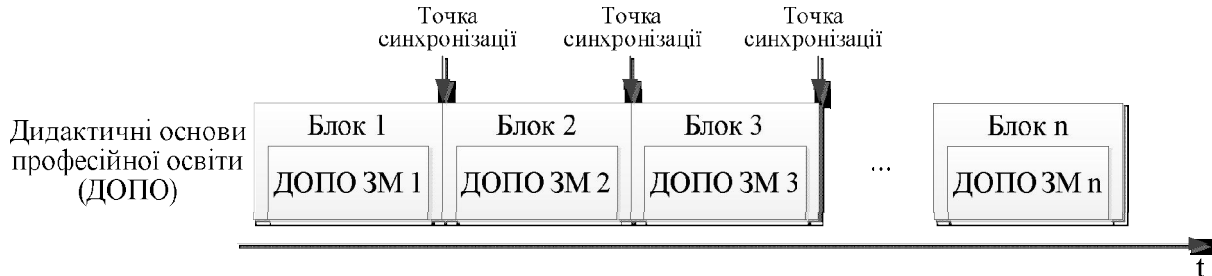 Точка
синхронізації
Точка
синхронізації
Точка
синхронізації
Дидактичні основи
професійної освіти
(ДОПО)
Блок 1
ДОПО ЗМ 1
Блок 2
ДОПО ЗМ 2
Блок 3
ДОПО ЗМ 3
...
Блок n
ДОПО ЗМ n
t